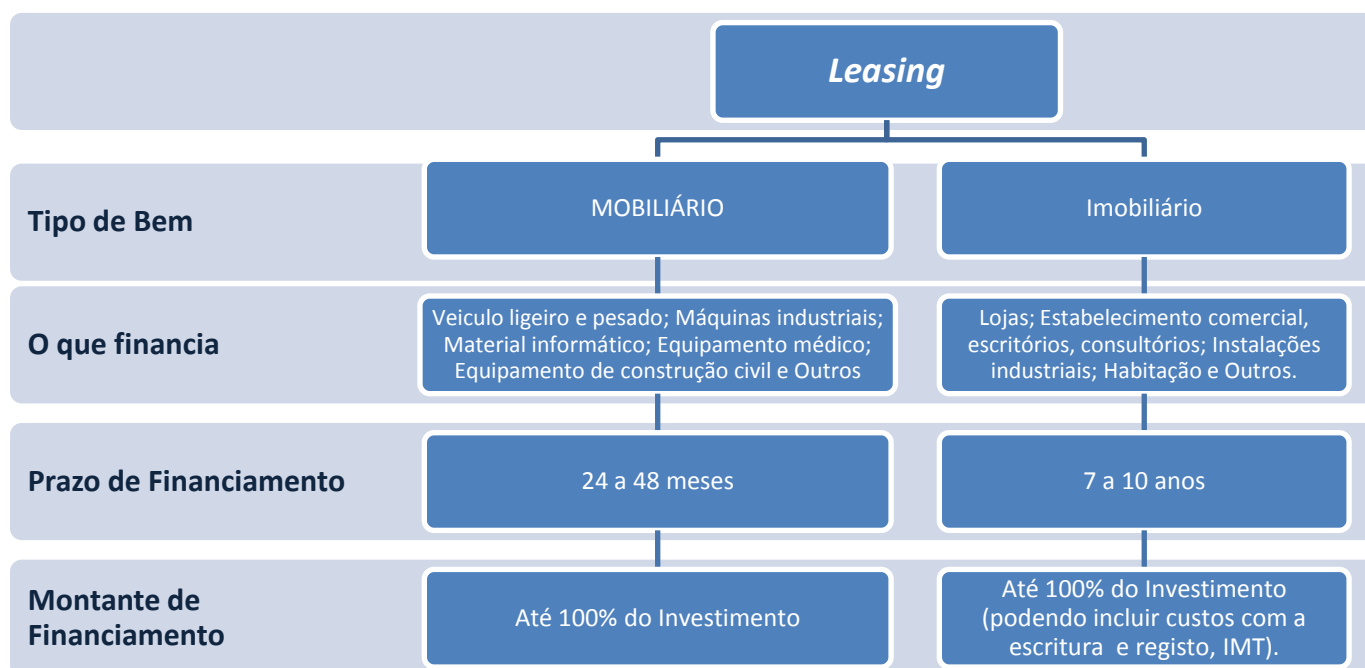 Leasing
Tipo de Bem
MOBILIÁRIO
Imobiliário
O que financia
Veiculo ligeiro e pesado; Máquinas industriais;
Material informático; Equipamento médico;
Equipamento de construção civil e Outros
Lojas; Estabelecimento comercial,
escritórios, consultórios; Instalações
industriais; Habitação e Outros.
Prazo de Financiamento
24 a 48 meses
7 a 10 anos
Montante de
Financiamento
Até 100% do Investimento
Até 100% do Investimento
(podendo incluir custos com a
escritura e registo, IMT).